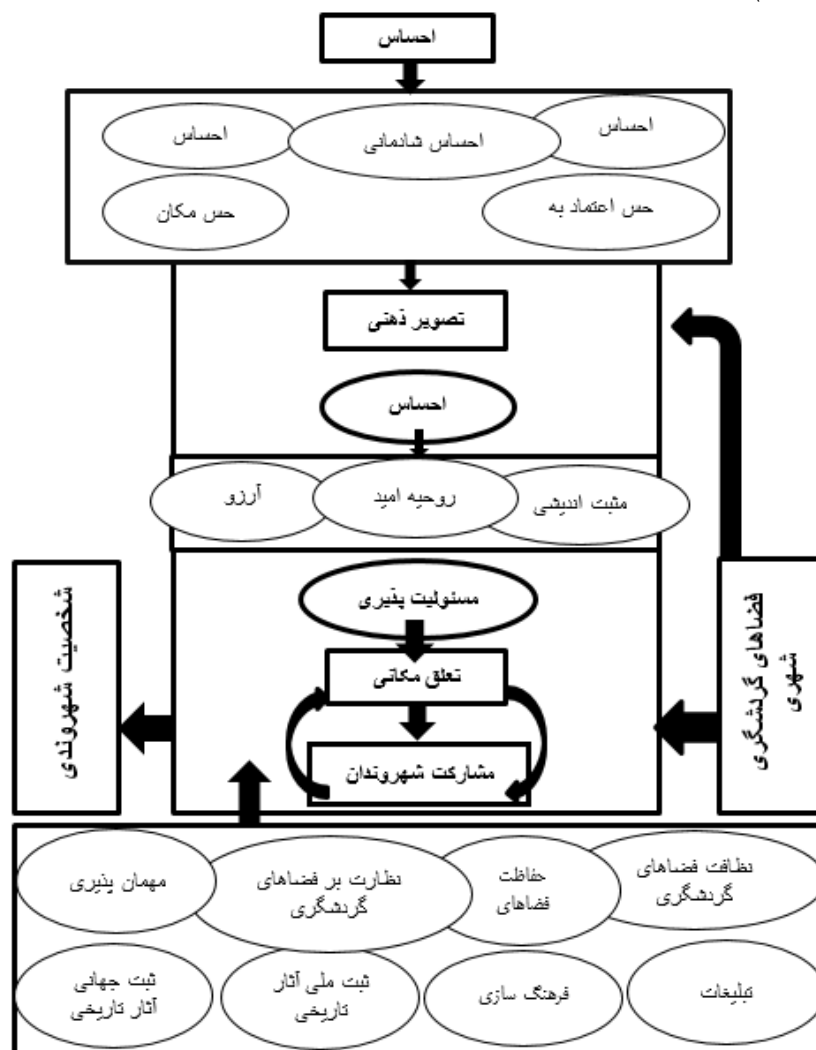 احساس
احساس
احساس شادمانی
احساس
حس اعتماد به
حس مکان
تصویر ذهنی
احساس
مثبت اندیشی
روحیه امید
آرزو
مسئولیت پذیری
تعلق مکانی
مشارکت شهروندان
فضاهای گردشگری
شهری
شخصیت شهروندی
نظافت فضاهای
گردشگری
حفاظت
فضاهای
نظارت بر فضاهای
گردشگری
مهمان پذیری
تبلیغات
فرهنگ سازی
ثبت ملی آثار
تاریخی
ثبت جهانی
آثار تاریخی